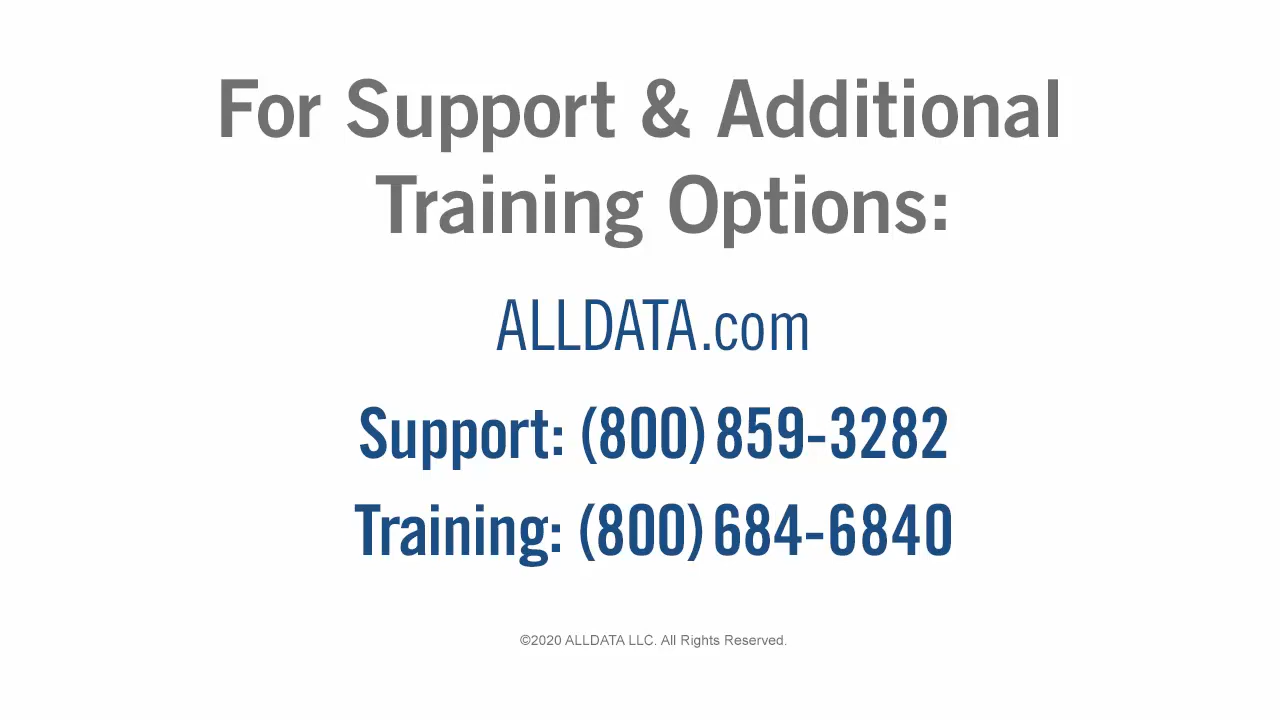 For Support & Additional
Training Options:
ALLDATA.com
Support: (800) 859-3282
Training: (800) 684-6840
©2020 ALLDATA LLC. All Rights Reserved.